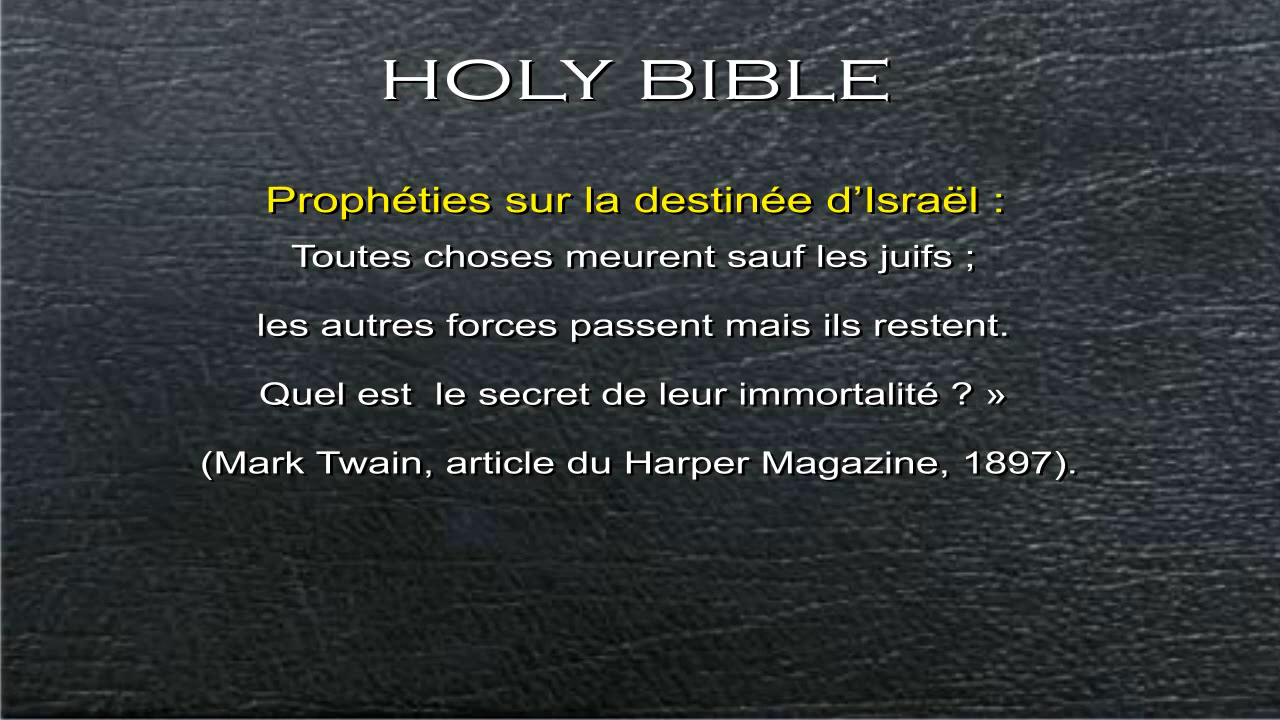 HOLY BIBLE
Prophéties sur la destinée d’Israël :
Toutes choses meurent sauf les juifs ;
les autres forces passent mais ils restent.
Quel est  le secret de leur immortalité ? »
(Mark Twain, article du Harper Magazine, 1897).